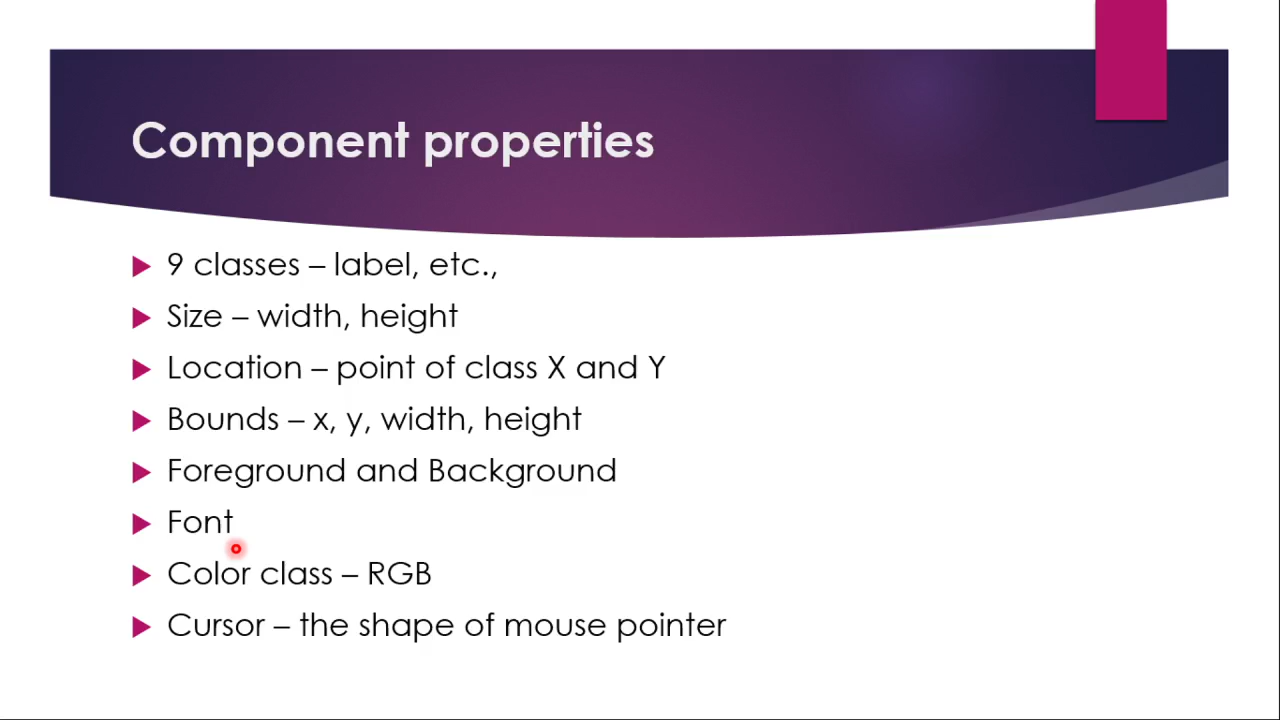 Component properties
9 classes – label, etc.,
Size – width, height
Location – point of class X and Y
Bounds – x, y, width, height
Foreground and Background
Font
Color class – RGB
Cursor – the shape of mouse pointer